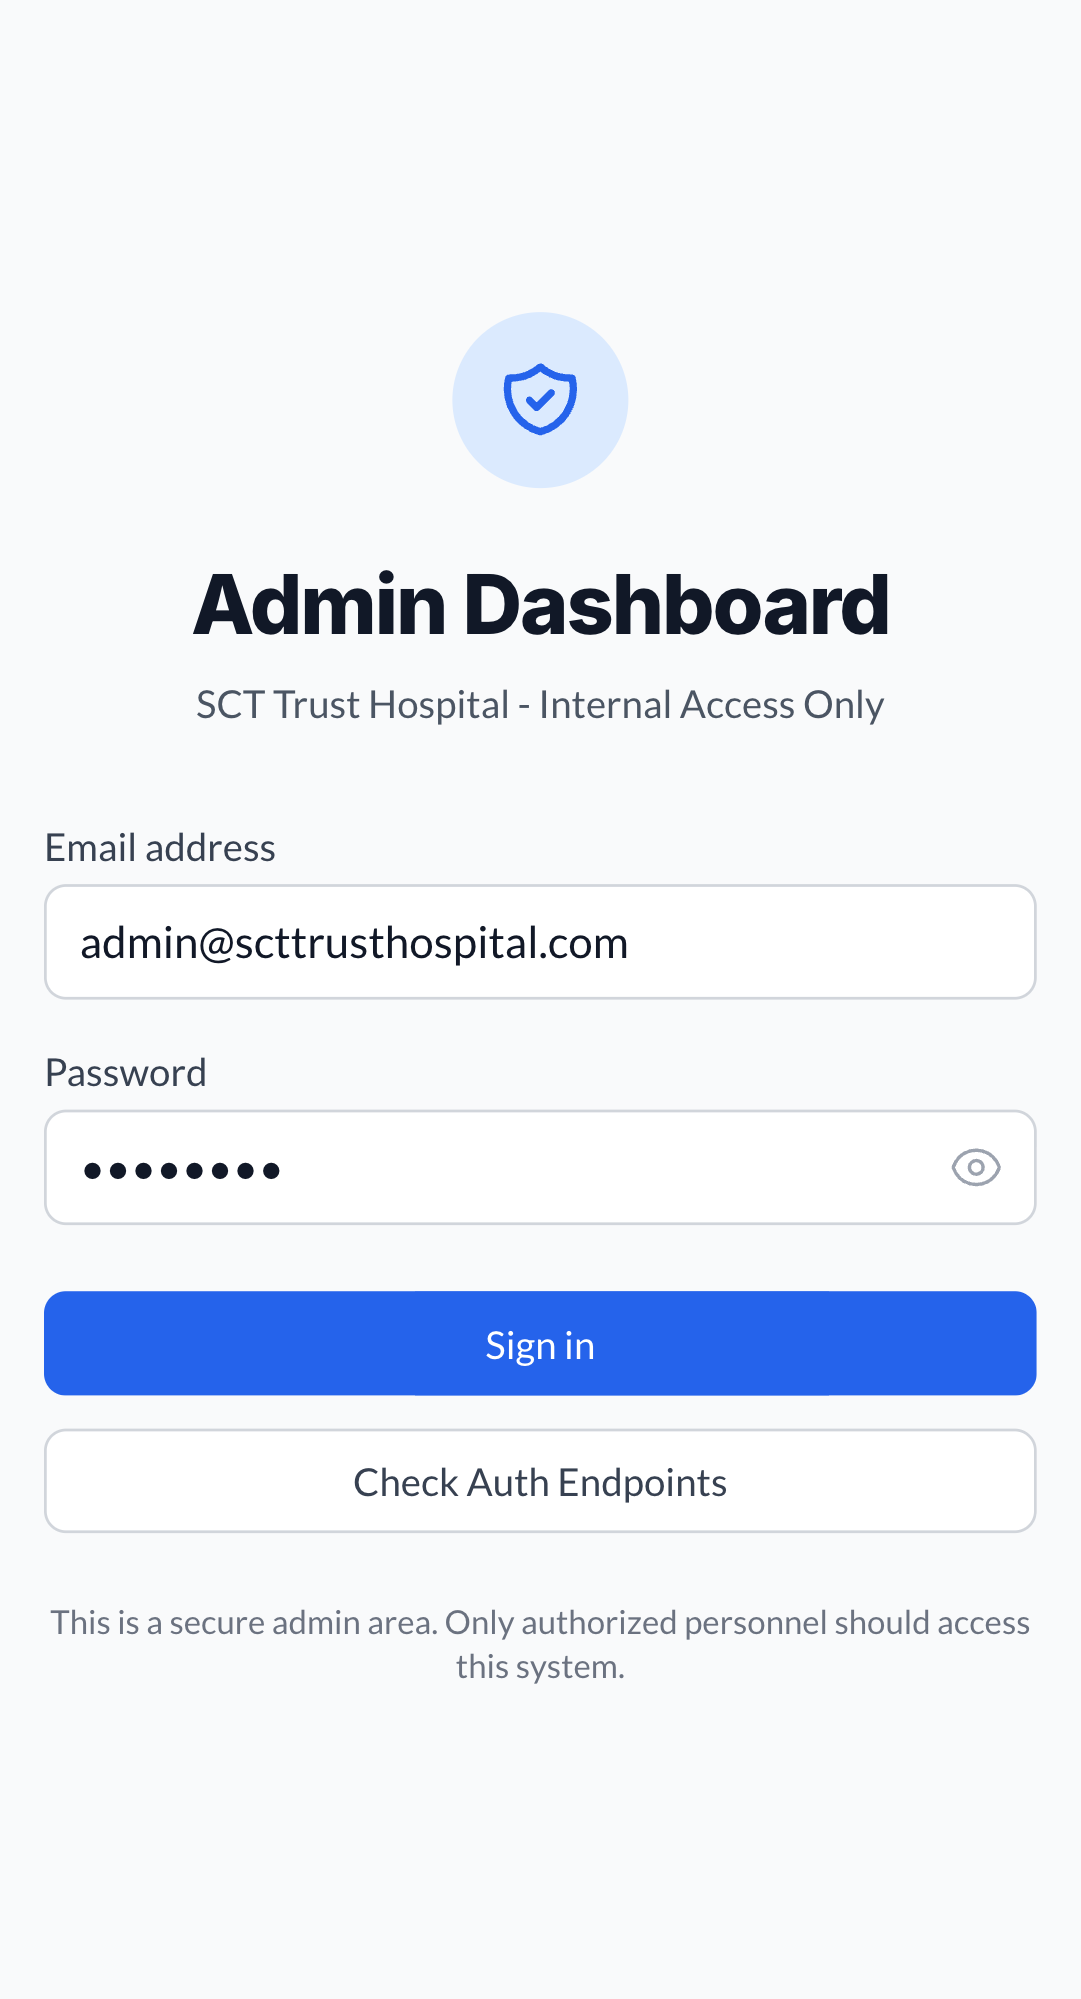 Admin Dashboard
SCT Trust Hospital - Internal Access Only
Email address
admin@scttrusthospital.com
Password
••••••••
Sign in
Check Auth Endpoints
This is a secure admin area. Only authorized personnel should access
this system.